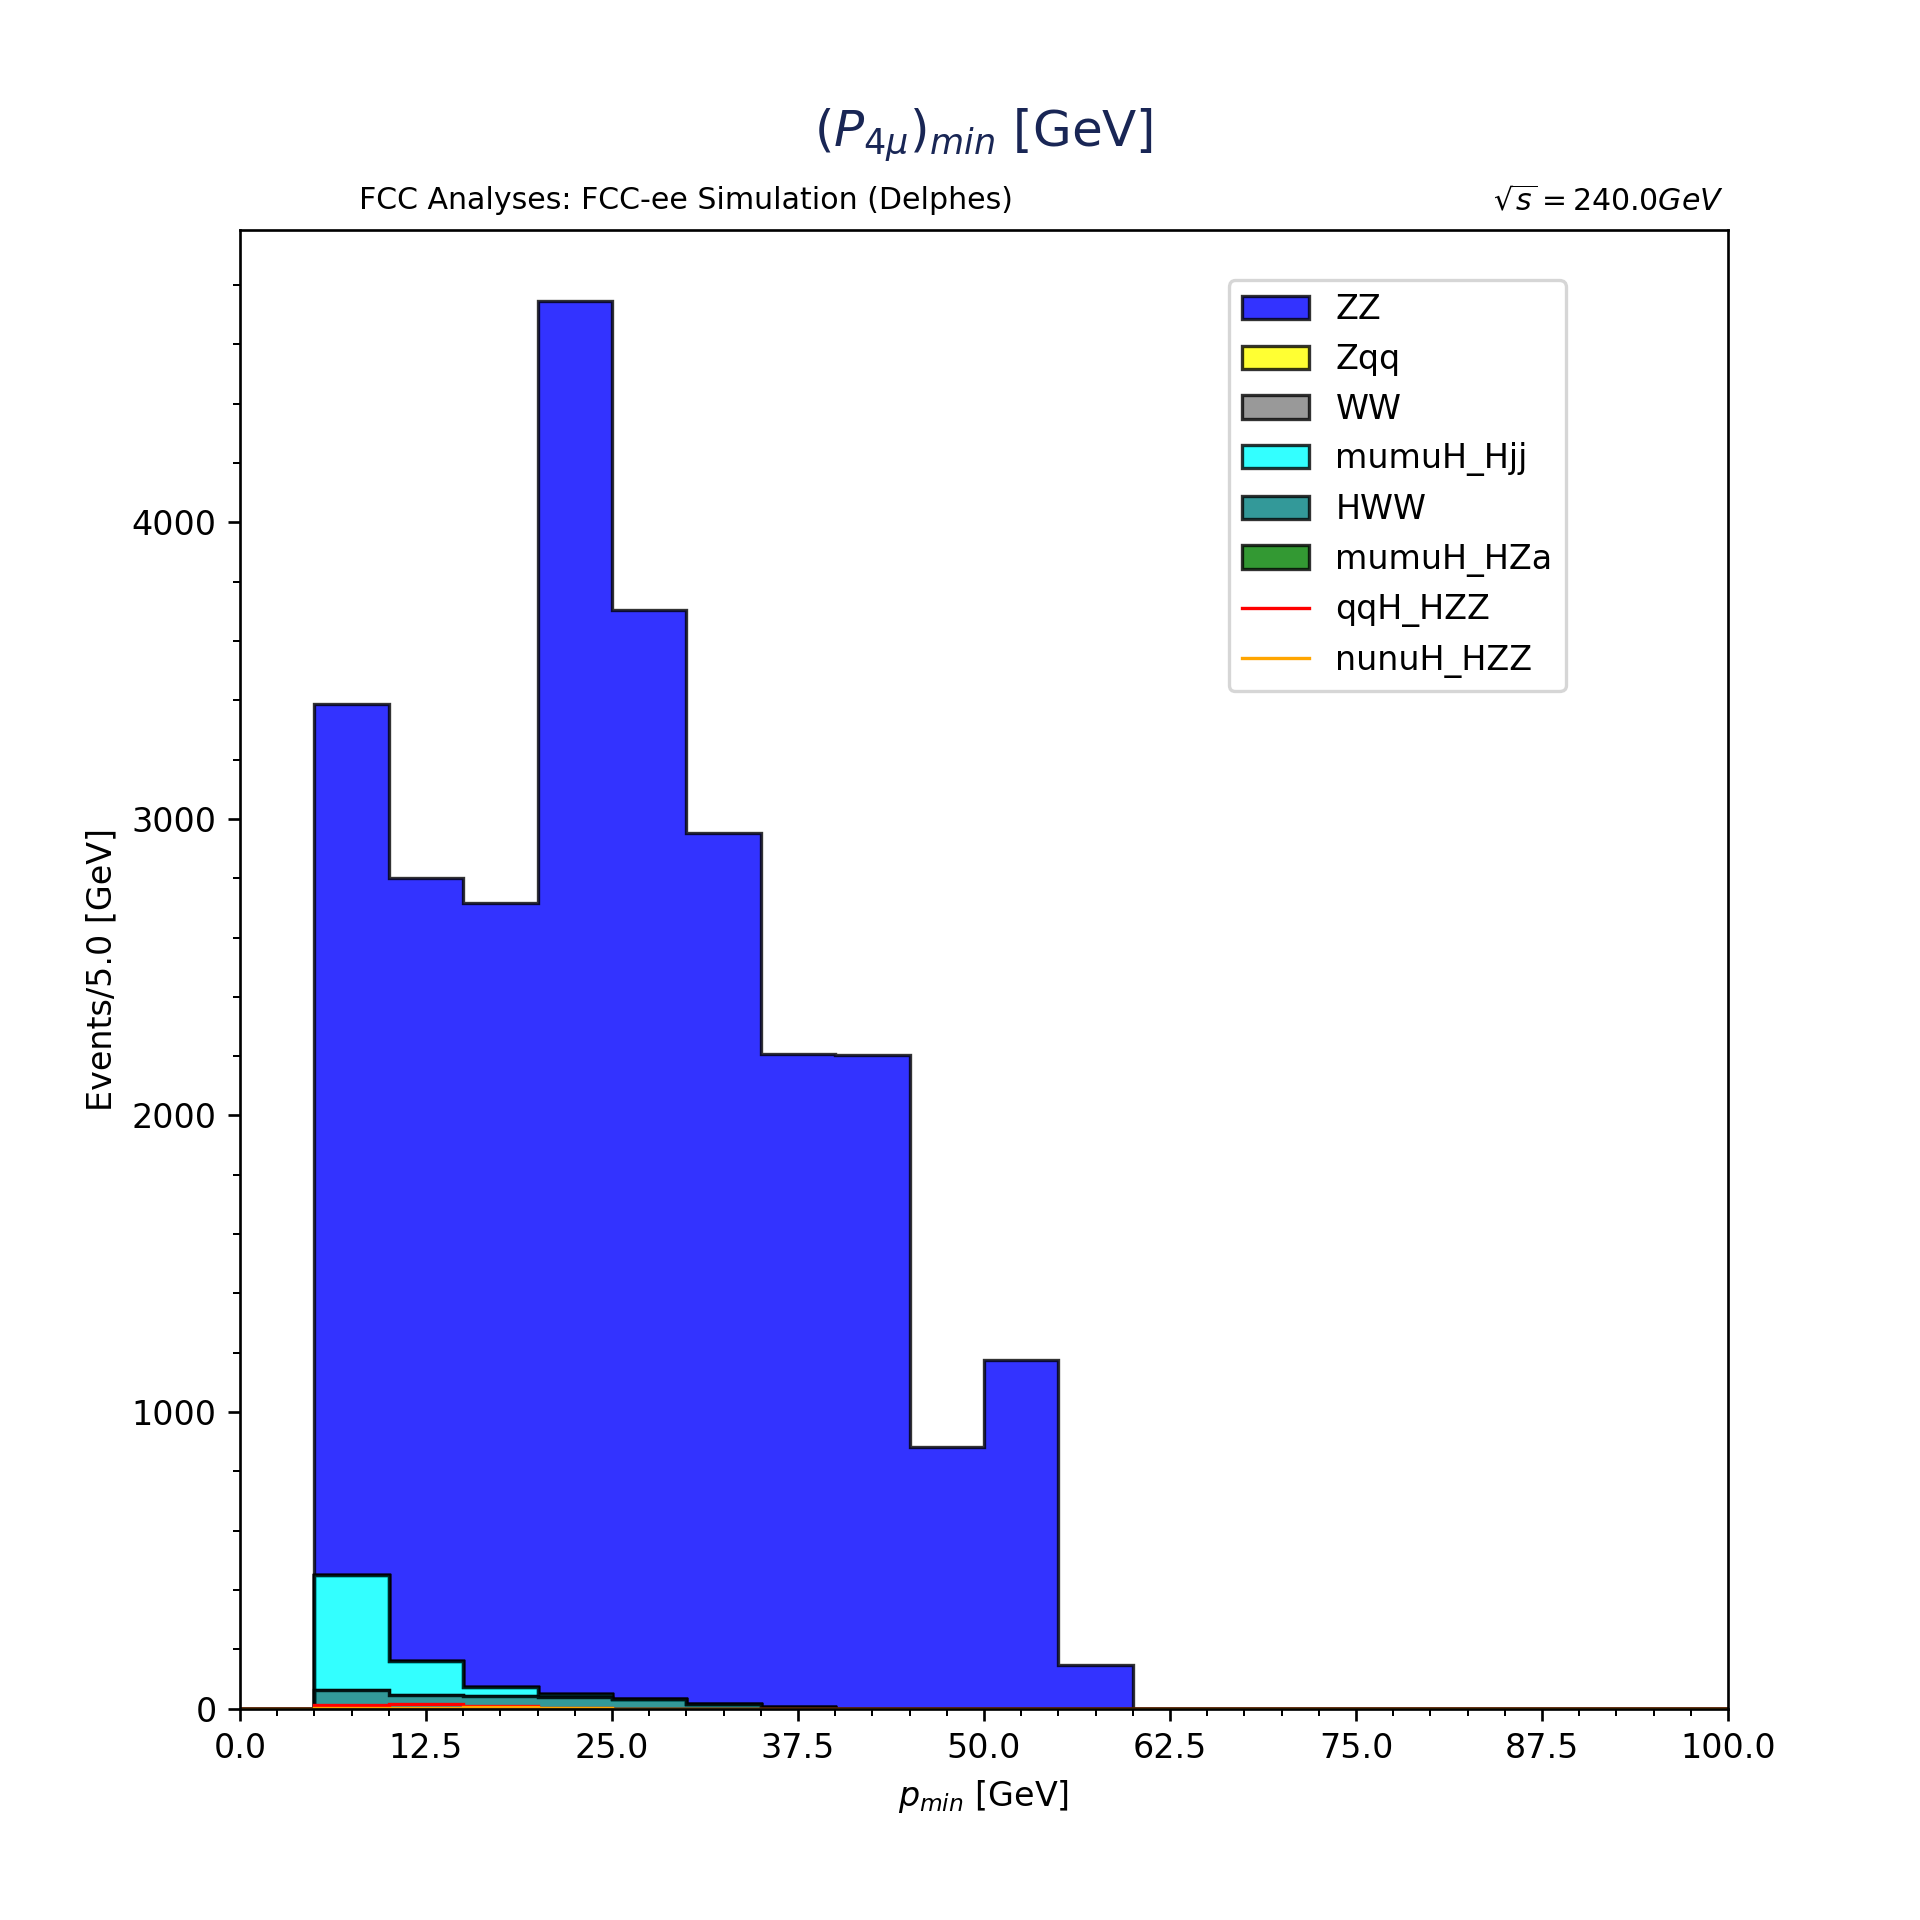 (P4μ)min [GeV]
FCC Analyses: FCC-ee Simulation (Delphes)
√s = 240.0GeV
ZZ
Zqq
WW
mumuH_Hjj
HWW
mumuH_HZa
qqH_HZZ
nunuH_HZZ
Events/5.0 [GeV]
4000
3000
2000
1000
0
0.0 12.5 25.0 37.5 50.0 62.5 75.0 87.5 100.0
pmin [GeV]